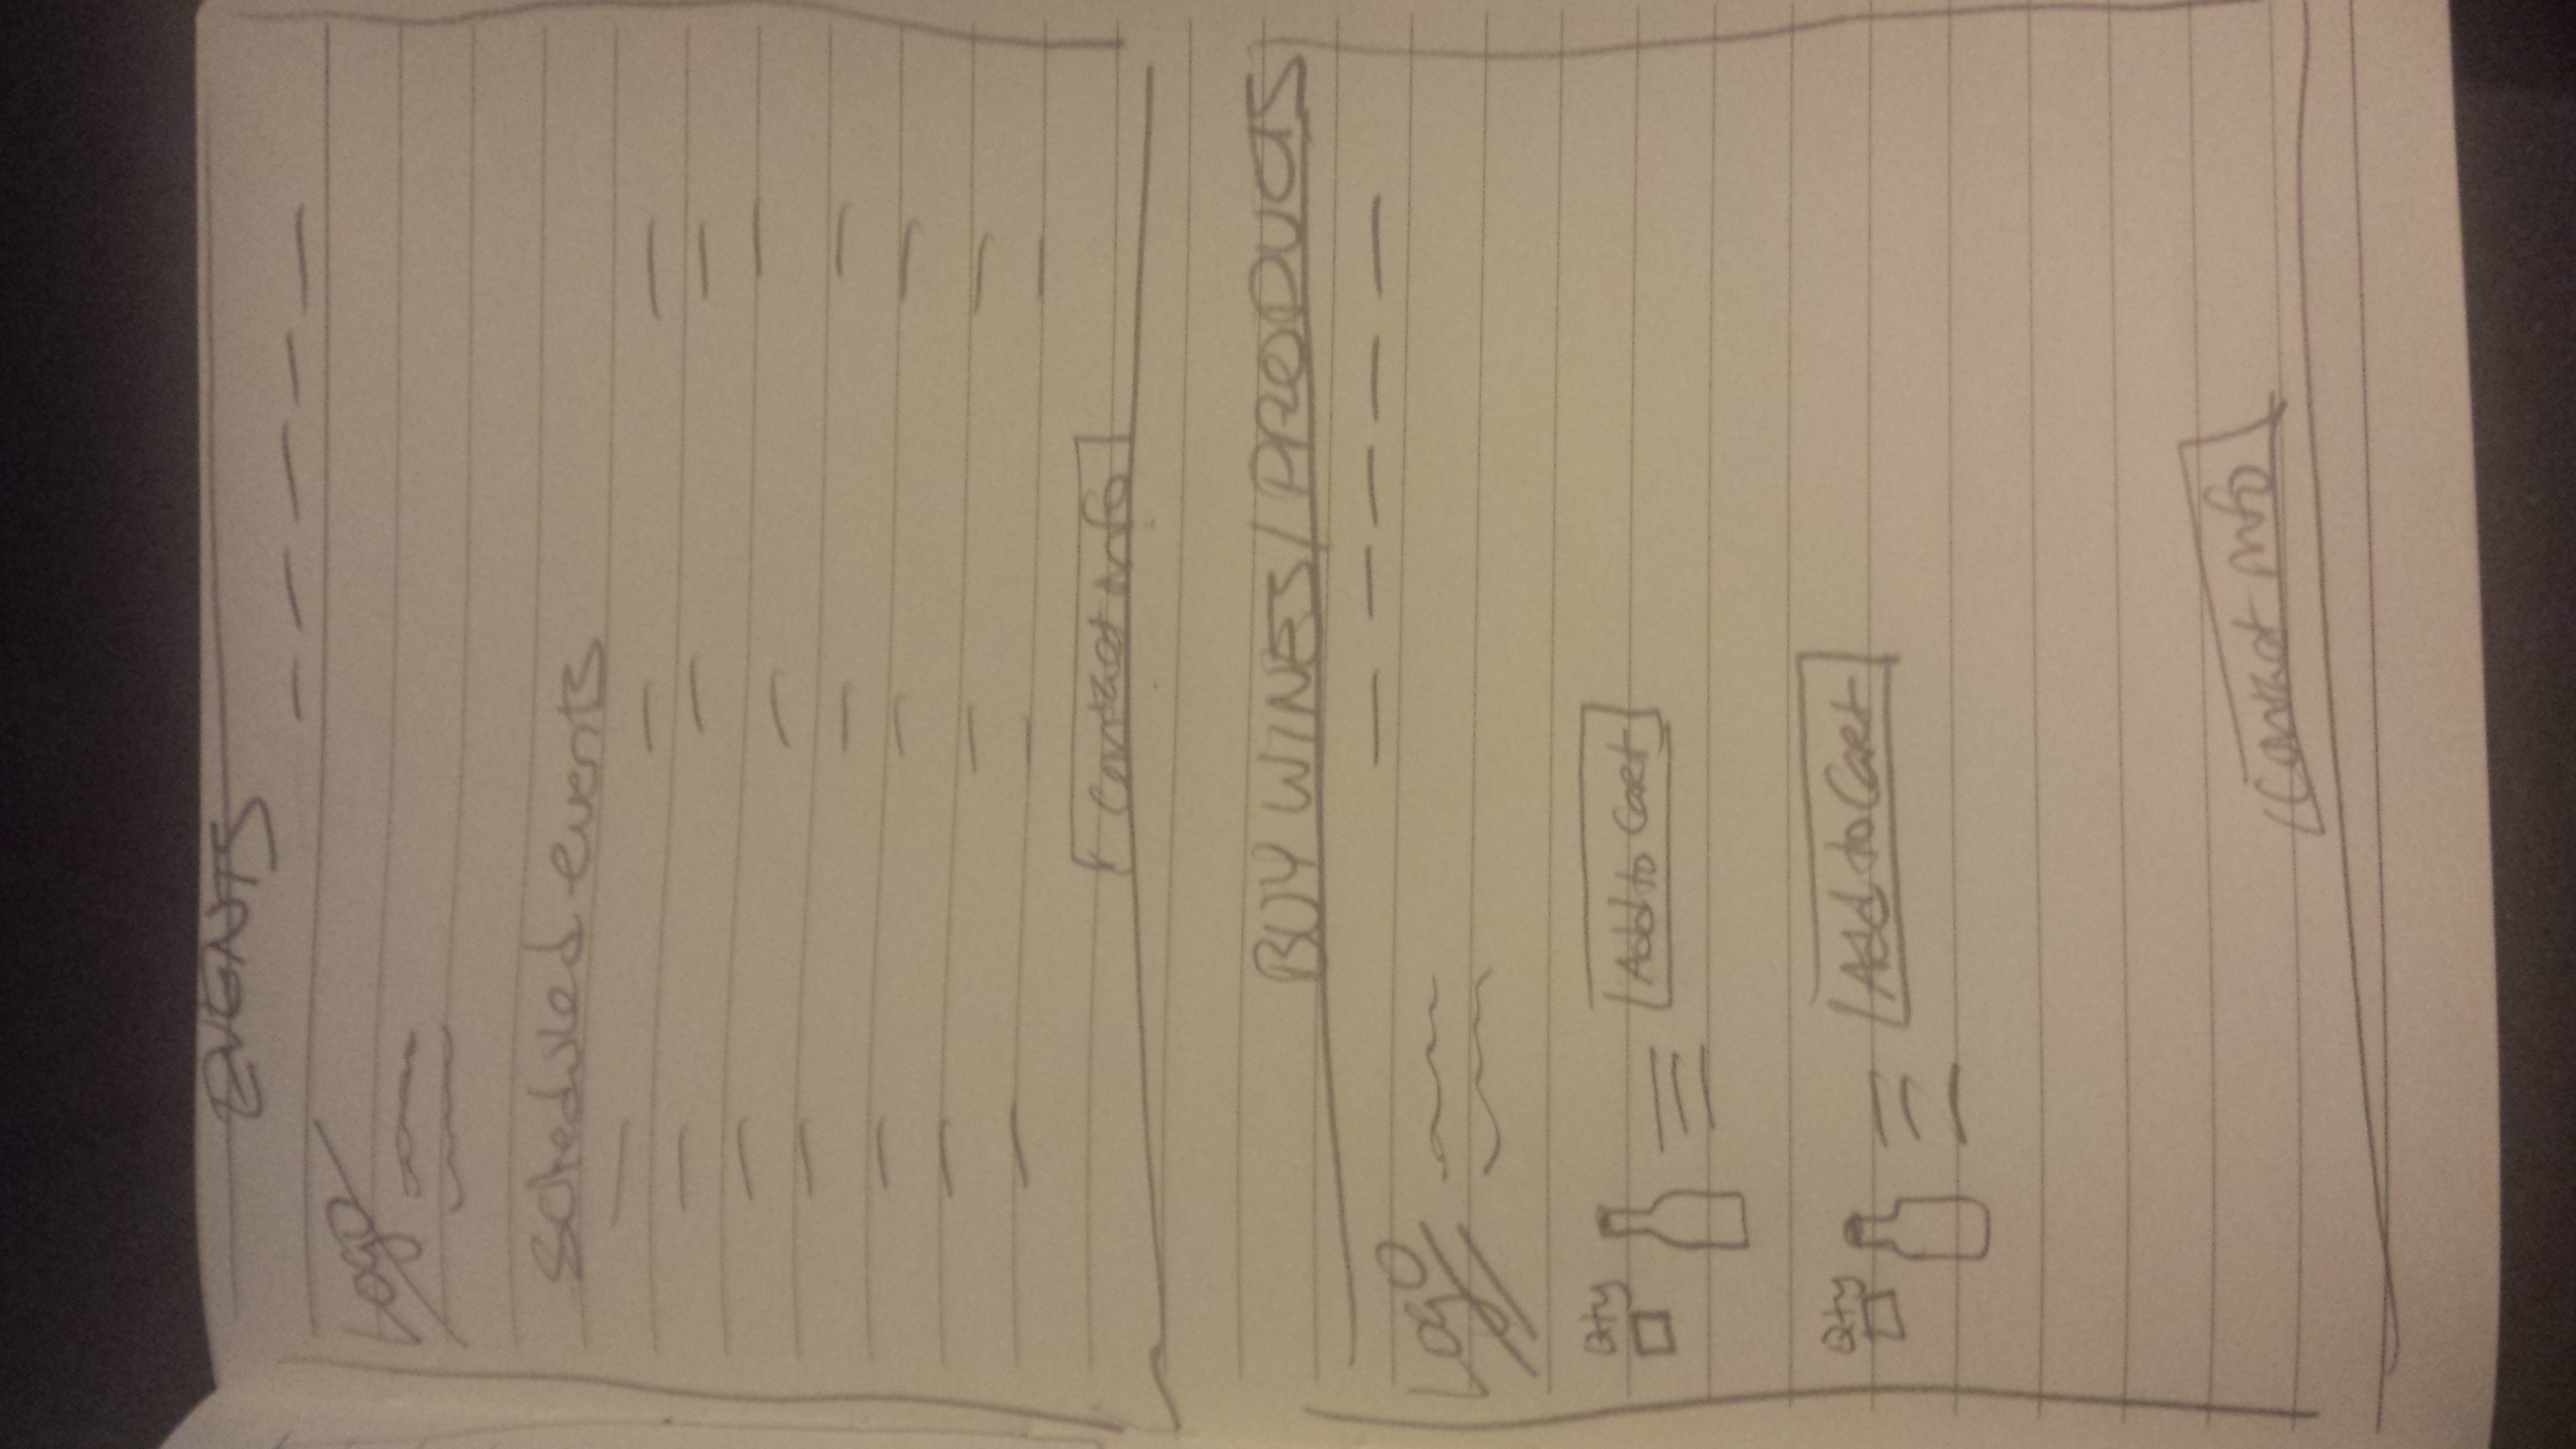 EVENTS
Logo
Scheduled events
Contact info
BUY WINES/PRODUCTS
Logo
Qty
Add to Cart
Qty
Add to Cart
Contact info